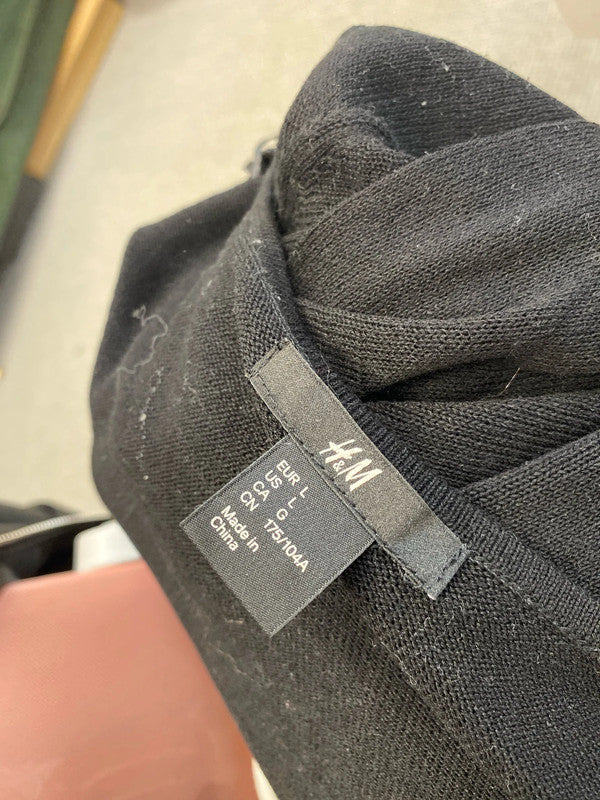 H&M
EUR L
US L
CA G
CN 175/104A
Made in
China